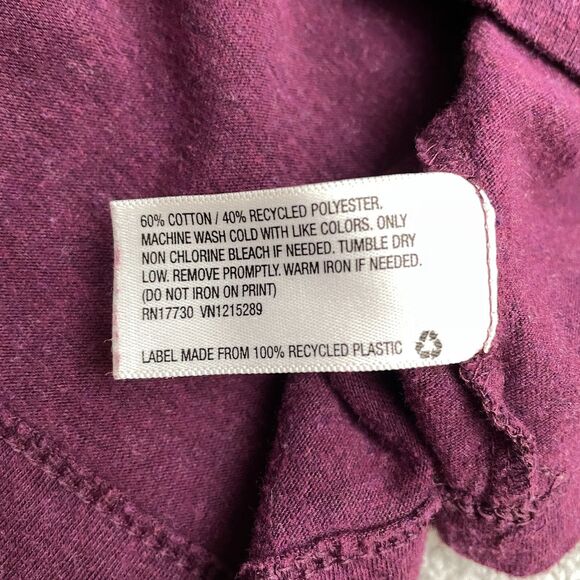 60% COTTON / 40% RECYCLED POLYESTER.
MACHINE WASH COLD WITH LIKE COLORS. ONLY
NON CHLORINE BLEACH IF NEEDED. TUMBLE DRY
LOW. REMOVE PROMPTLY. WARM IRON IF NEEDED.
(DO NOT IRON ON PRINT)
RN17730 VN1215289
LABEL MADE FROM 100% RECYCLED PLASTIC